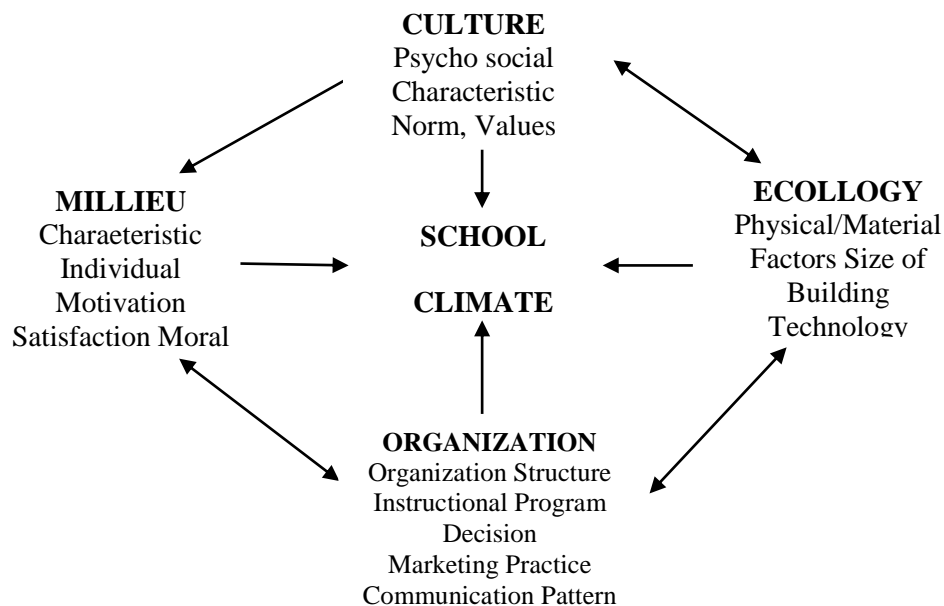 CULTURE
Psycho social
Characteristic
Norm, Values
MILLIEU
Charaeteristic
Individual
Motivation
Satisfaction Moral
SCHOOL
CLIMATE
ECOLLOGY
Physical/Material
Factors Size of
Building
Technology
ORGANIZATION
Organization Structure
Instructional Program
Decision
Marketing Practice
Communication Pattern